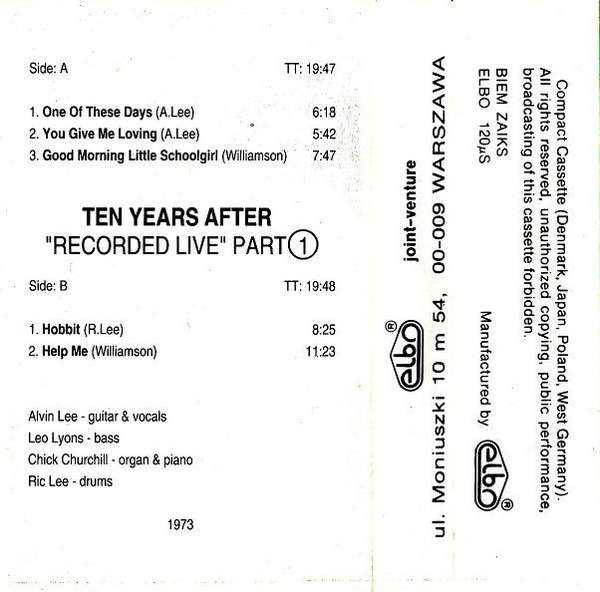 Side: A TT: 19:47
1. One Of These Days (A.Lee) 6:18
2. You Give Me Loving (A.Lee) 5:42
3. Good Morning Little Schoolgirl (Williamson) 7:47
TEN YEARS AFTER
"RECORDED LIVE" PART 1
Side: B TT: 19:48
1. Hobbit (R.Lee) 8:25
2. Help Me (Williamson) 11:23
Alvin Lee - guitar & vocals
Leo Lyons - bass
Chick Churchill - organ & piano
Ric Lee - drums
1973
joint-venture
elbo ®
ul. Moniuszki 10 m 54, 00-009 WARSZAWA
Compact Cassette (Denmark, Japan, Poland, West Germany).
All rights reserved, unauthorized copying, public performance,
broadcasting of this cassette forbidden.
BIEM ZAIKS
ELBO 120µS
Manufactured by elbo ®